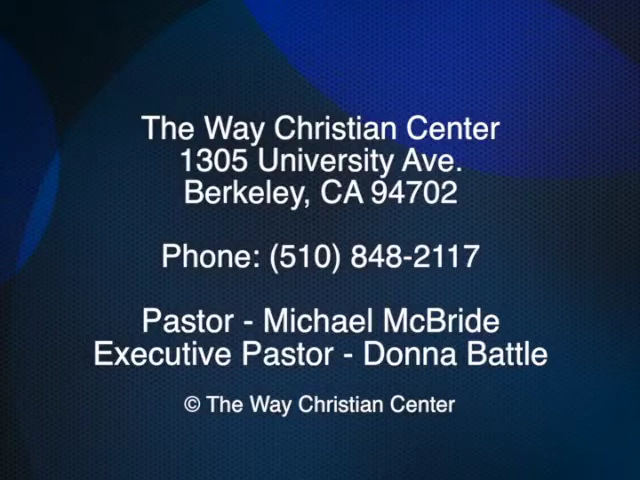 The Way Christian Center
1305 University Ave.
Berkeley, CA 94702
Phone: (510) 848-2117
Pastor - Michael McBride
Executive Pastor - Donna Battle
© The Way Christian Center